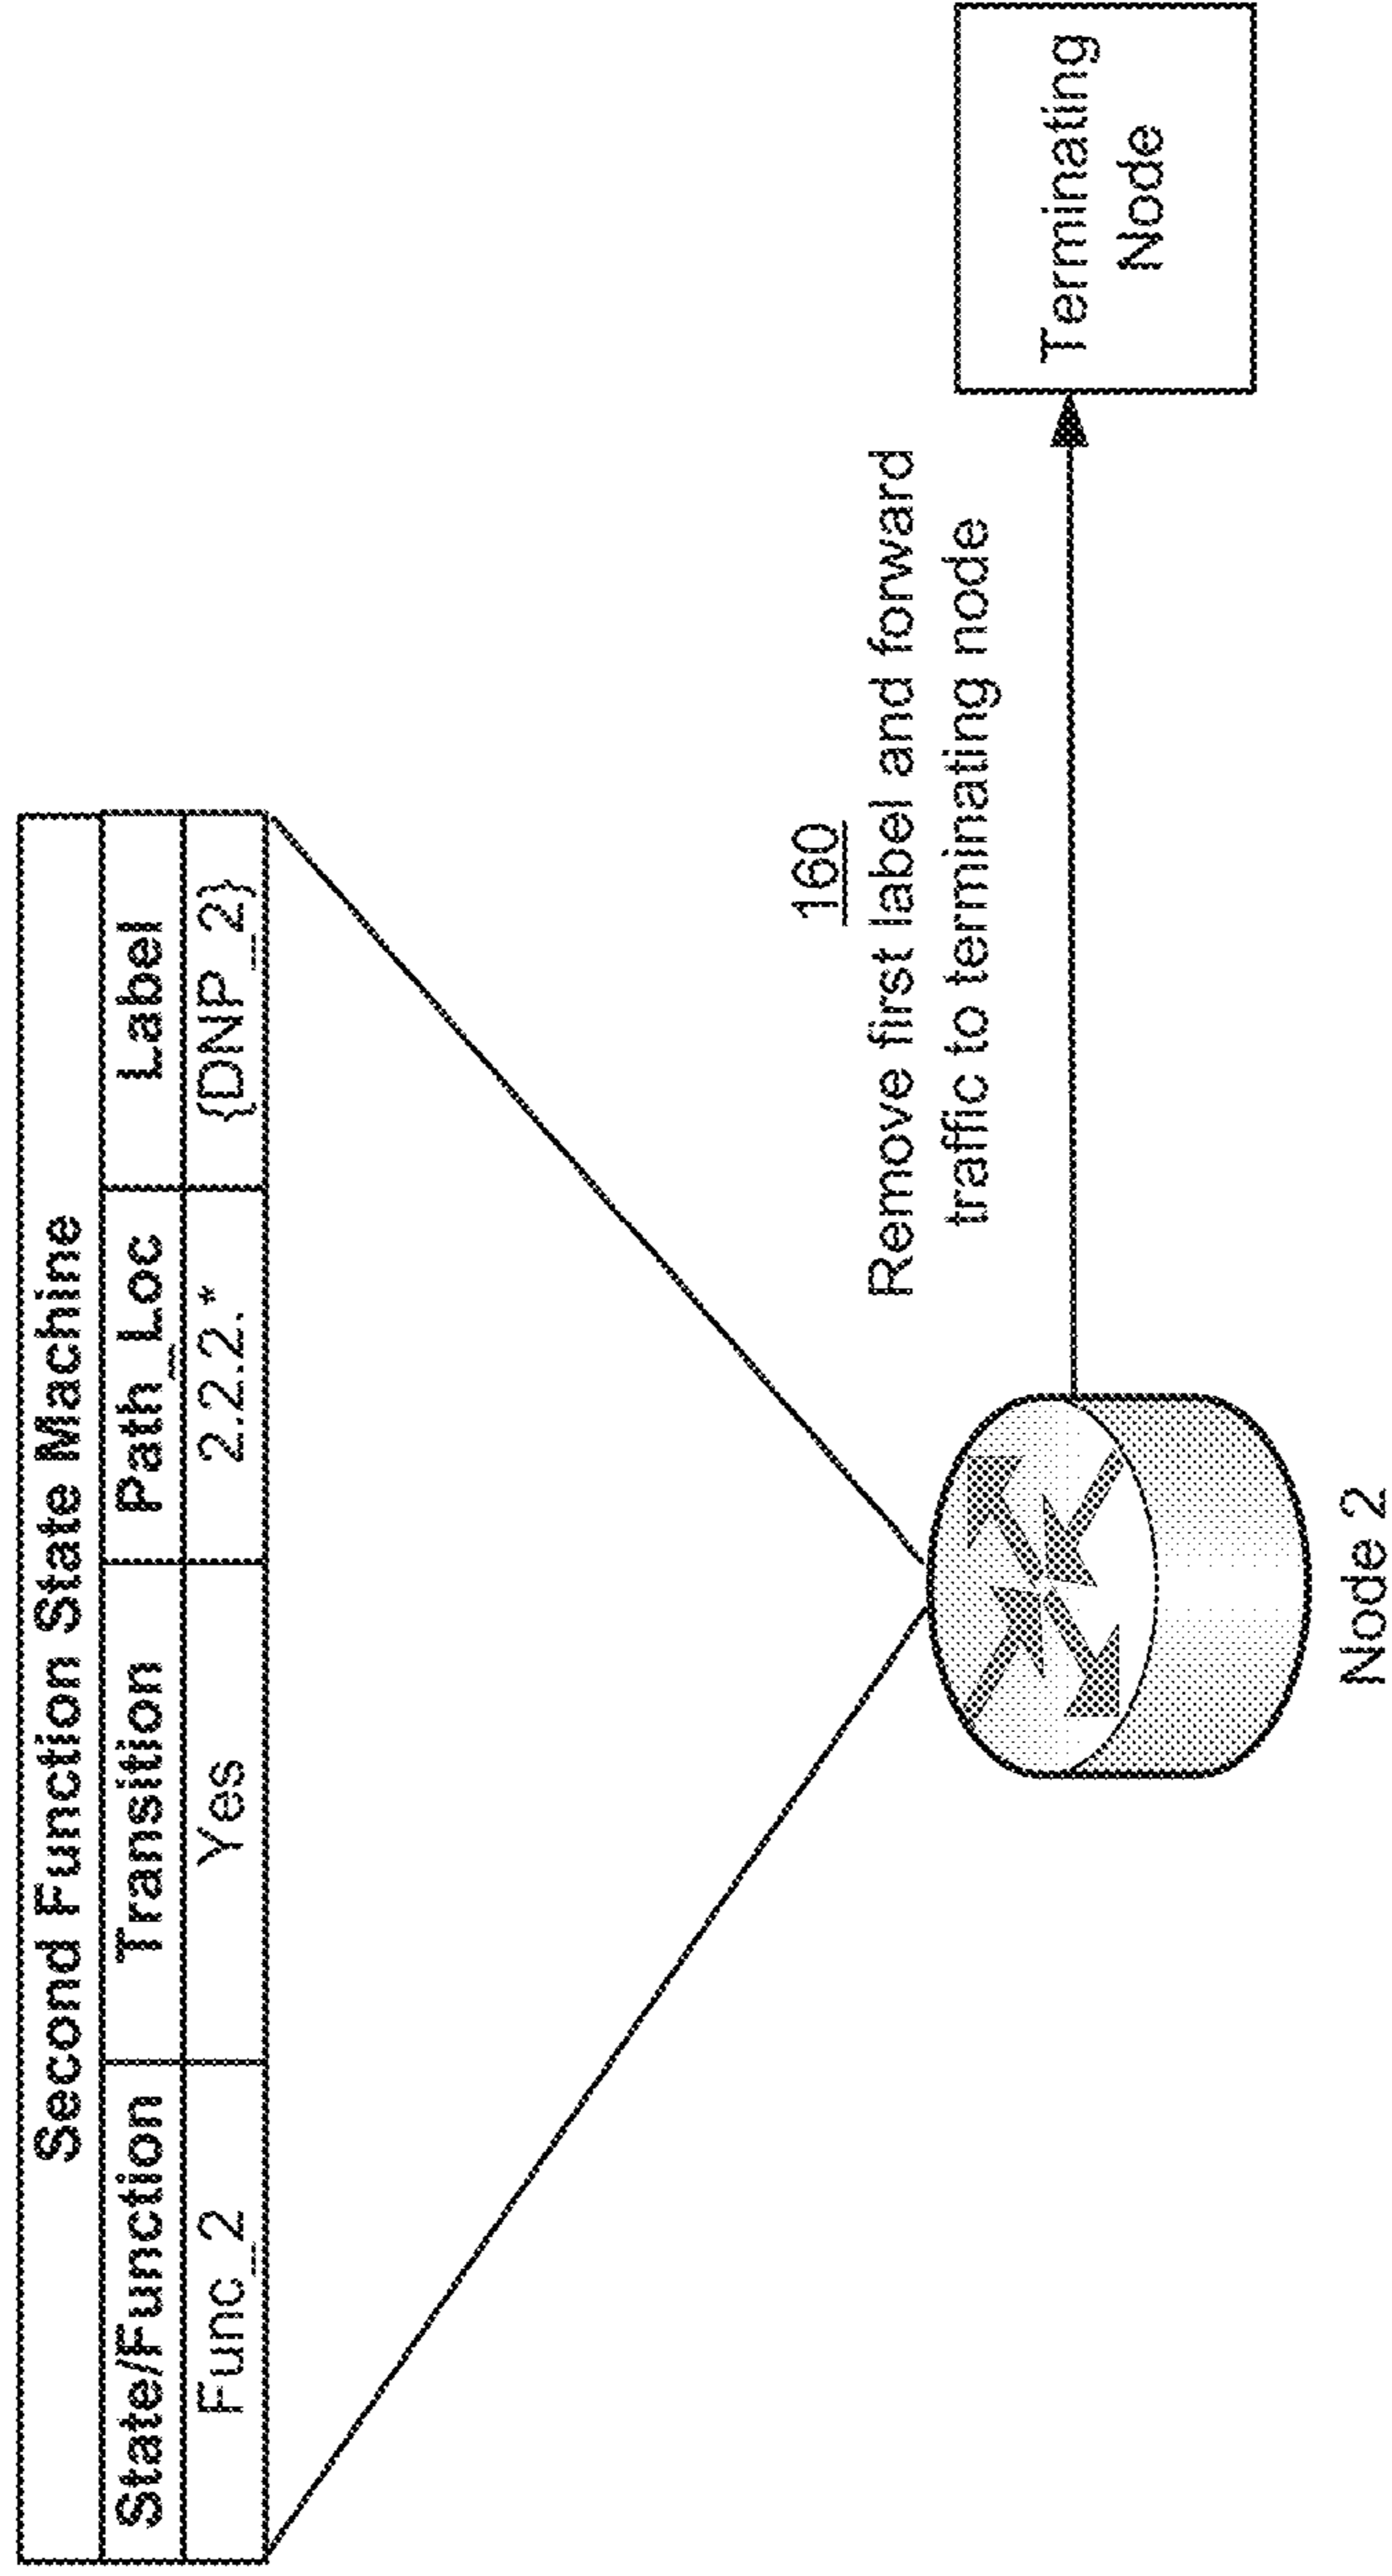 Second Function State Machine
State/Function Transition Path_Loc Label
Func_2 Yes 2.2.2.* {DNP_2}
160
Remove first label and forward
traffic to terminating node
Terminating
Node
Node 2